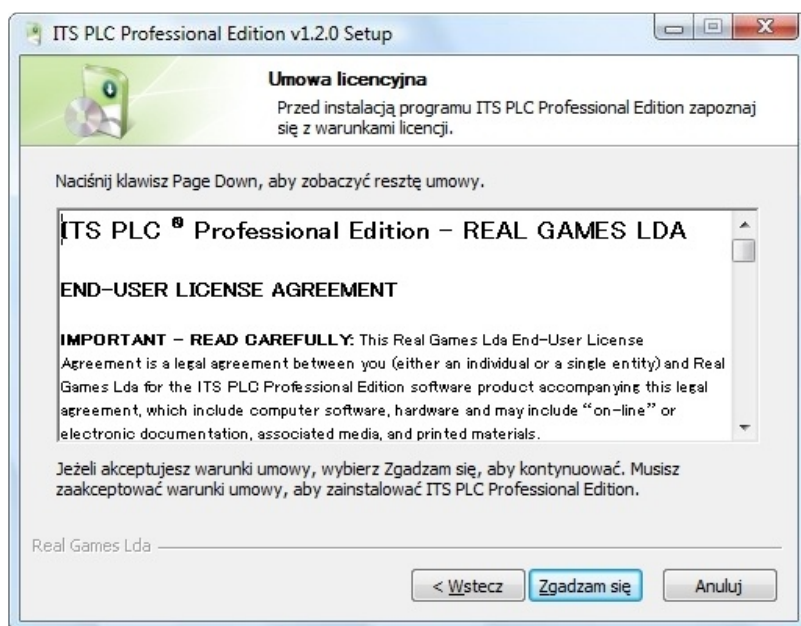 ITS PLC Professional Edition v1.2.0 Setup
Umowa licencyjna
Przed instalacją programu ITS PLC Professional Edition zapoznaj
się z warunkami licencji.
Naciśnij klawisz Page Down, aby zobaczyć resztę umowy.
ITS PLC ® Professional Edition – REAL GAMES LDA
END-USER LICENSE AGREEMENT
IMPORTANT – READ CAREFULLY: This Real Games Lda End-User License
Agreement is a legal agreement between you (either an individual or a single entity) and Real
Games Lda for the ITS PLC Professional Edition software product accompanying this legal
agreement, which include computer software, hardware and may include “on-line” or
electronic documentation, associated media, and printed materials.
Jeżeli akceptujesz warunki umowy, wybierz Zgadzam się, aby kontynuować. Musisz
zaakceptować warunki umowy, aby zainstalować ITS PLC Professional Edition.
Real Games Lda
< Wstecz Zgadzam się Anuluj